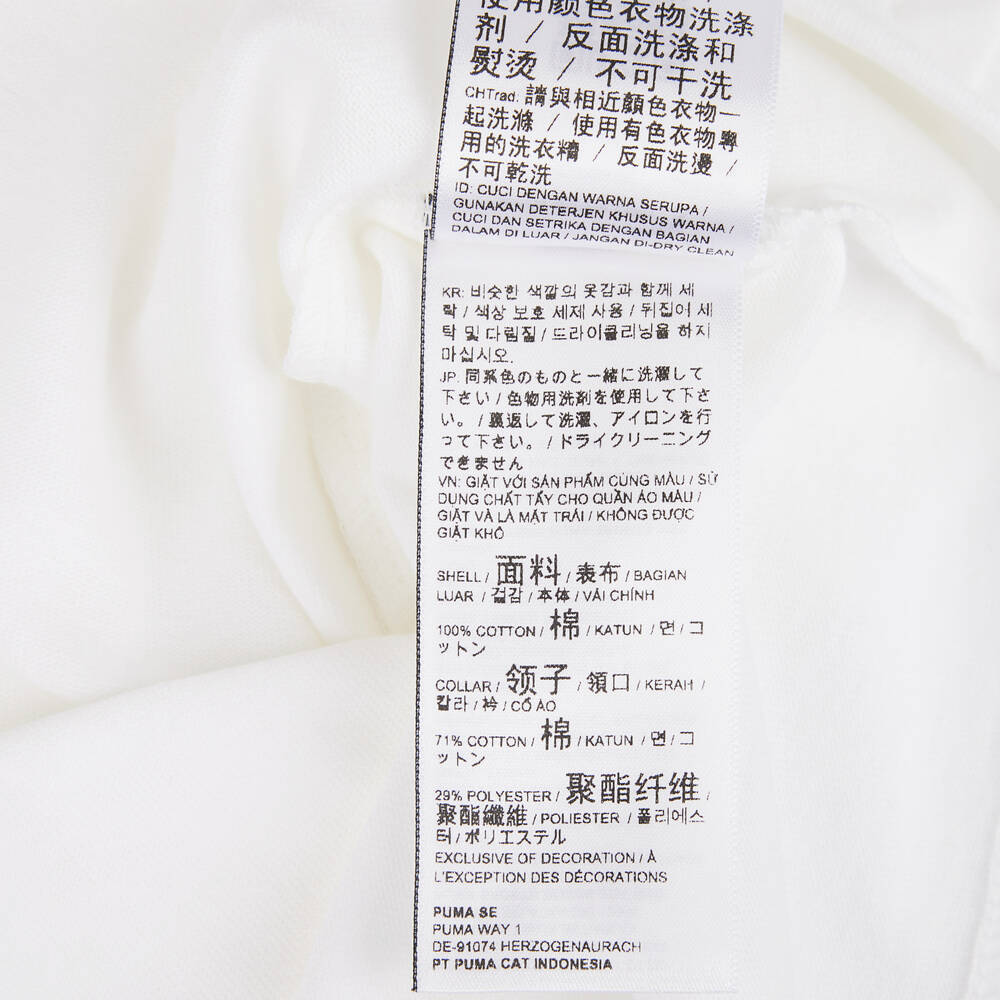 使用颜色衣物洗涤
剂 / 反面洗涤和
熨烫 / 不可干洗
CHTrad. 請與相近顏色衣物一
起洗滌 / 使用有色衣物專
用的洗衣精 / 反面洗燙 /
不可乾洗
ID: CUCI DENGAN WARNA SERUPA /
GUNAKAN DETERJEN KHUSUS WARNA /
CUCI DAN SETRIKA DENGAN BAGIAN
DALAM DI LUAR / JANGAN DI-DRY CLEAN
KR: 비슷한 색깔의 옷감과 함께 세
탁 / 색상 보호 세제 사용 / 뒤집어 세
탁 및 다림질 / 드라이클리닝을 하지
마십시오.
JP: 同系色のものと一緒に洗濯して
下さい / 色物用洗剤を使用して下さ
い。 / 裏返して洗濯、アイロンを行
って下さい。 / ドライクリーニング
できません
VN: GIẶT VỚI SẢN PHẨM CÙNG MÀU / SỬ
DỤNG CHẤT TẨY CHO QUẦN ÁO MÀU /
GIẶT VÀ LÀ MẶT TRÁI / KHÔNG ĐƯỢC
GIẶT KHÔ
SHELL / 面料 / 表布 / BAGIAN
LUAR / 겉감 / 本体 / VẢI CHÍNH
100% COTTON / 棉 / KATUN / 면 / コ
ットン
COLLAR / 领子 / 領口 / KERAH /
칼라 / 衿 / CỔ ÁO
71% COTTON / 棉 / KATUN / 면 / コ
ットン
29% POLYESTER / 聚酯纤维 /
聚酯纖維 / POLIESTER / 폴리에스
터 / ポリエステル
EXCLUSIVE OF DECORATION / À
L'EXCEPTION DES DÉCORATIONS
PUMA SE
PUMA WAY 1
DE-91074 HERZOGENAURACH
PT PUMA CAT INDONESIA